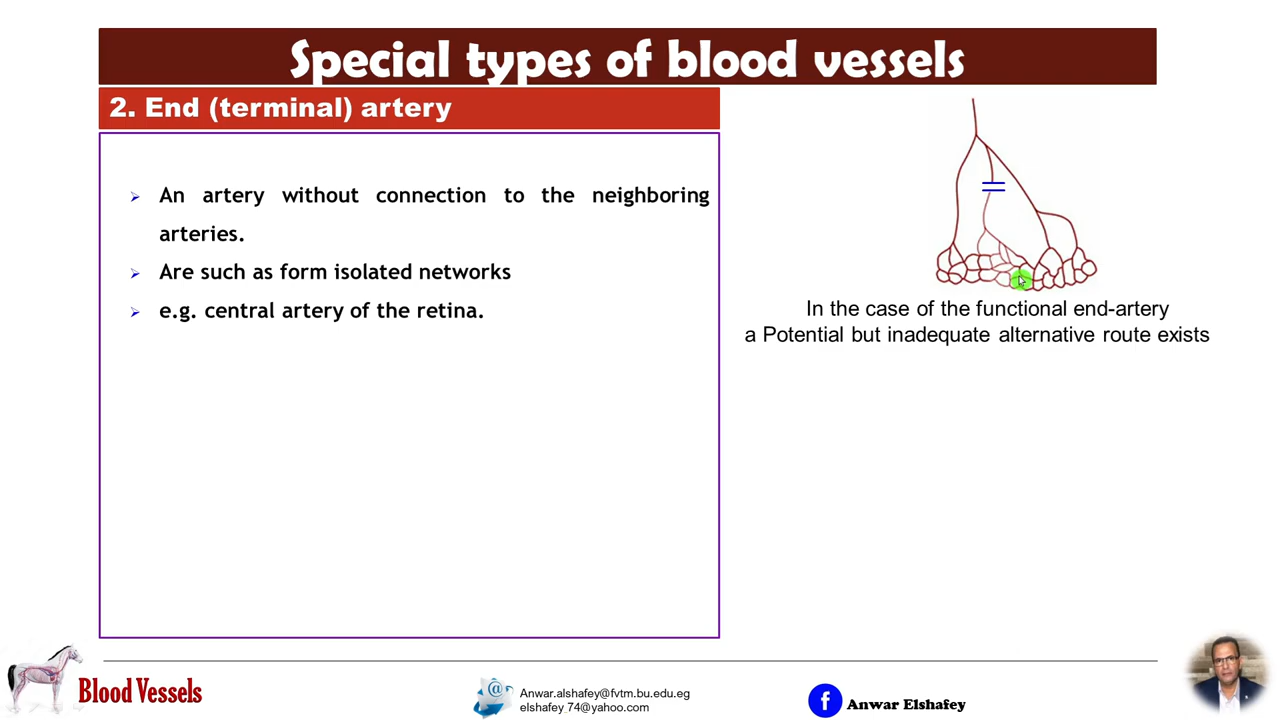 Special types of blood vessels
2. End (terminal) artery
An artery without connection to the neighboring
arteries.
Are such as form isolated networks
e.g. central artery of the retina.
In the case of the functional end-artery
a Potential but inadequate alternative route exists
Blood Vessels
@
Anwar.alshafey@fvtm.bu.edu.eg
elshafey_74@yahoo.com
f
Anwar Elshafey